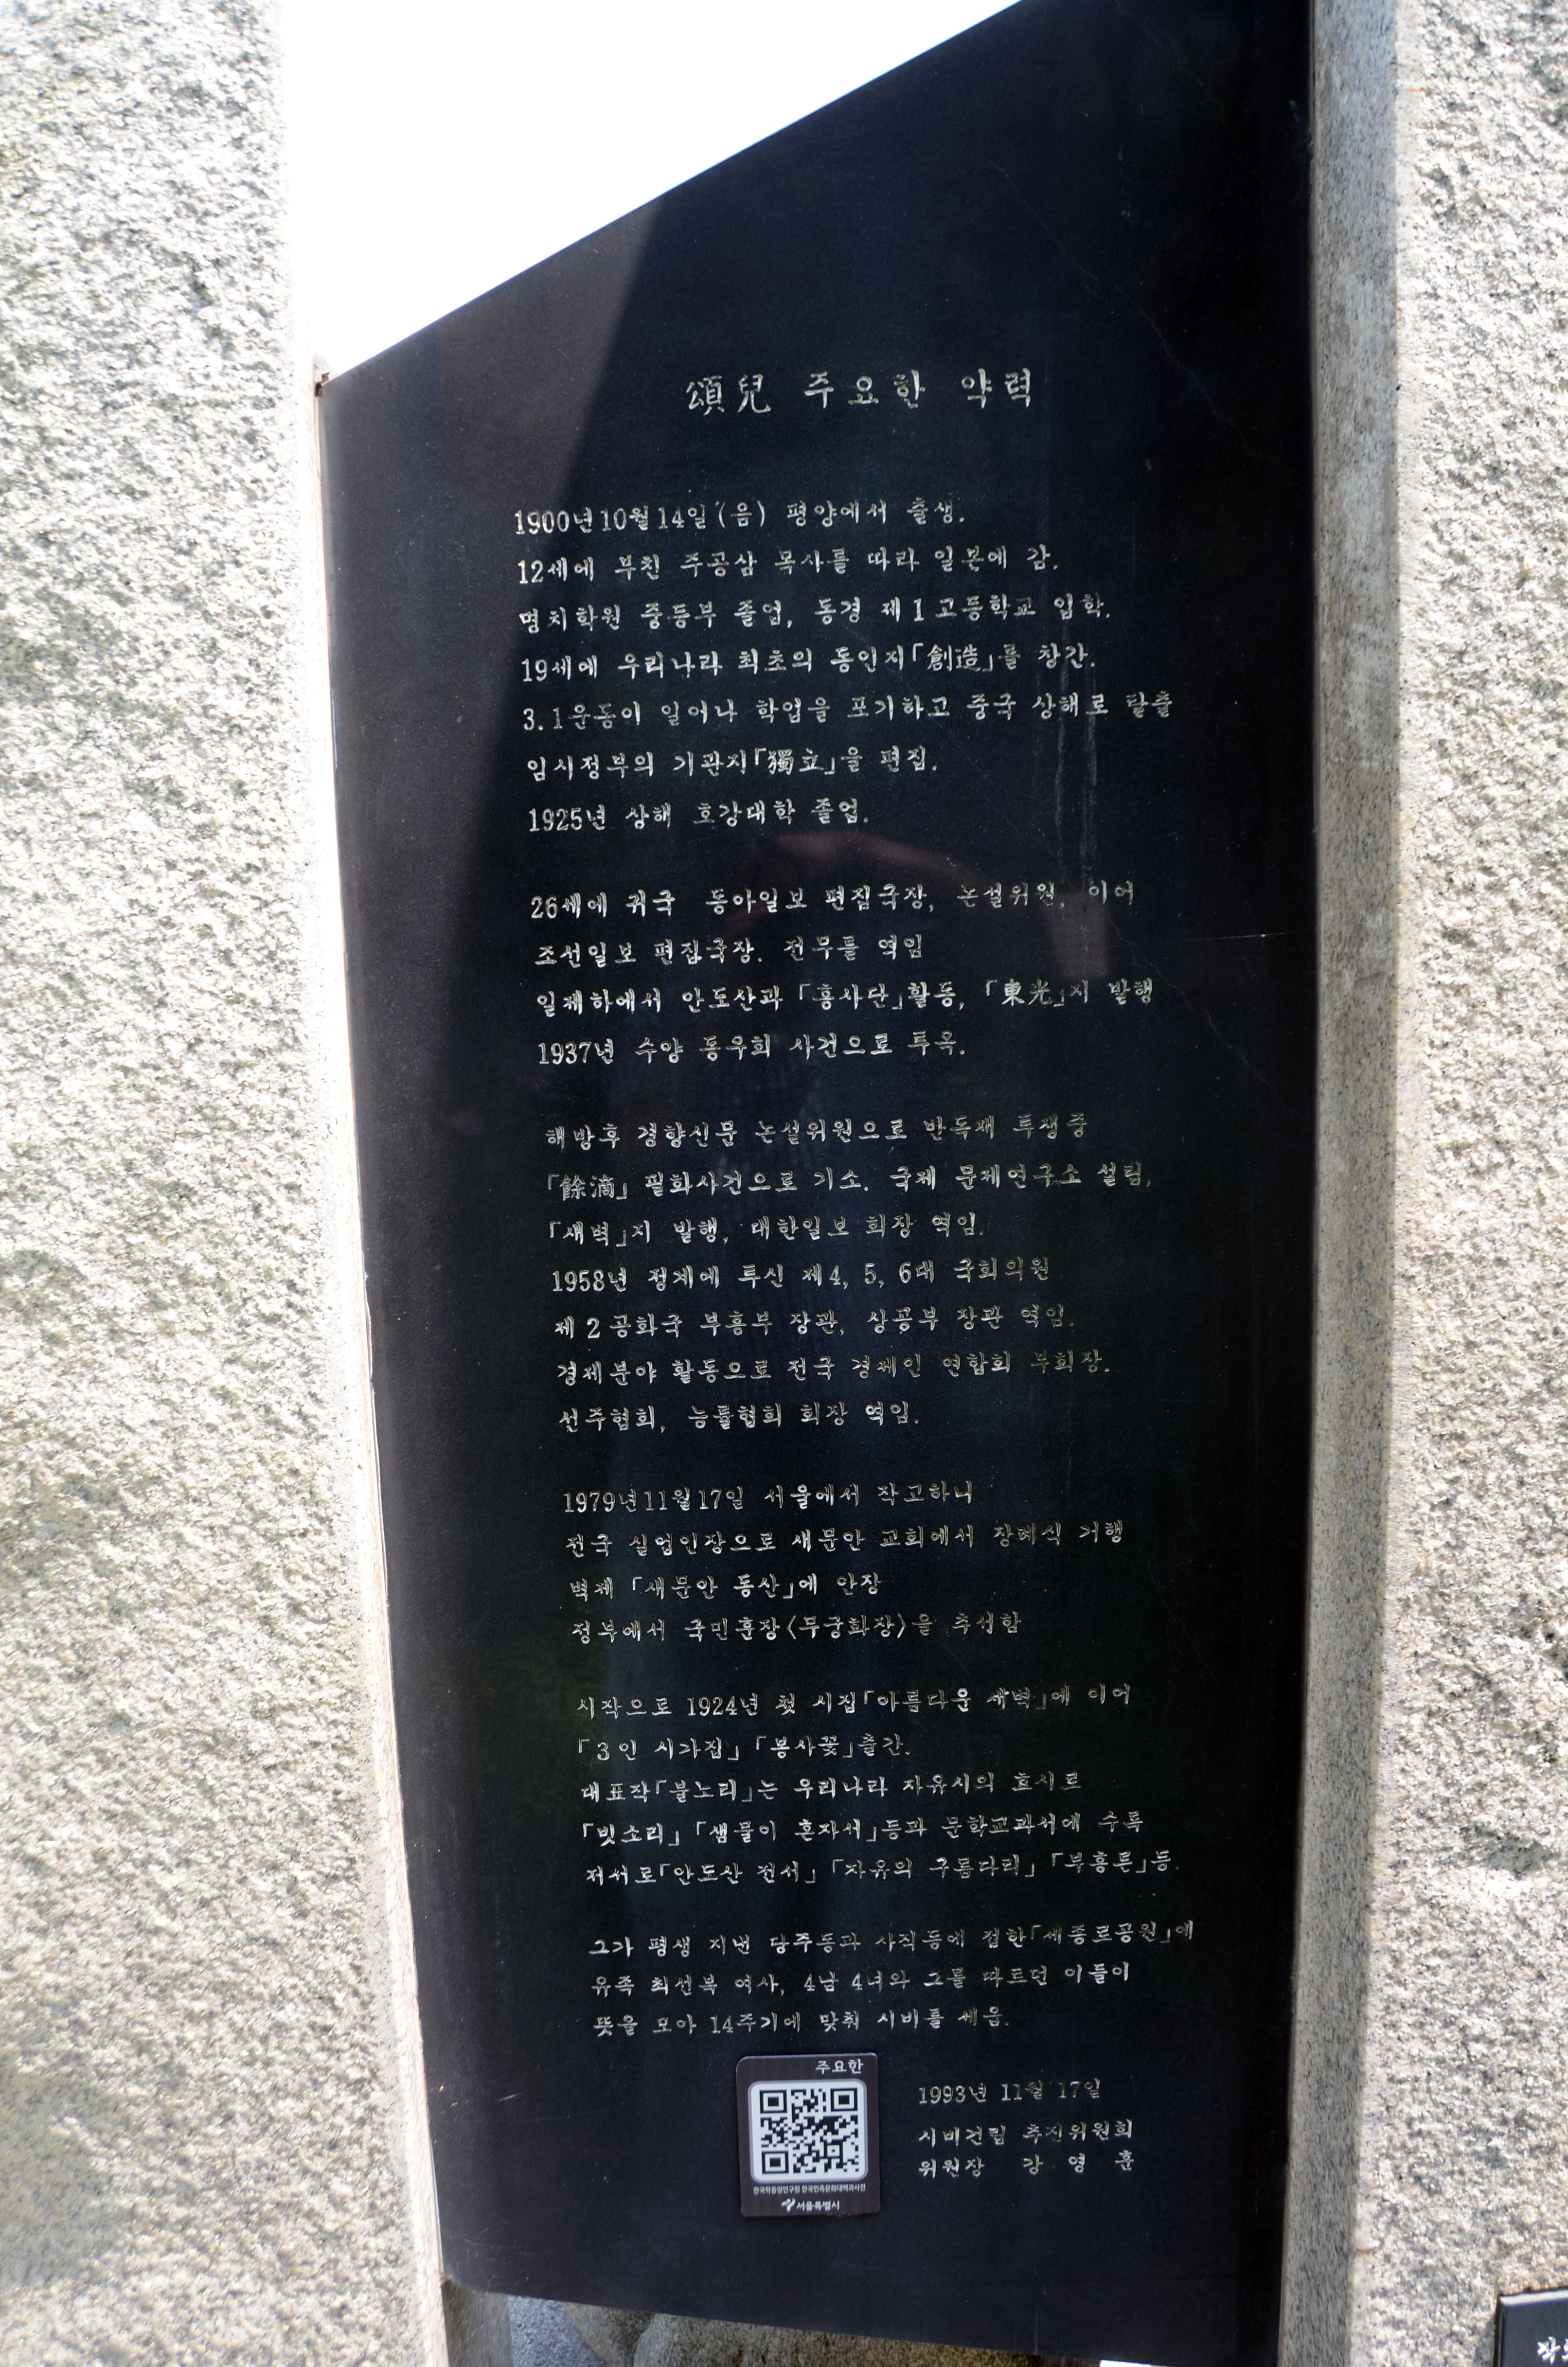 頌兒 주요한 약력
1900년10월14일(음) 평양에서 출생.
12세에 부친 주공삼 목사를 따라 일본에 감.
명치학원 중등부 졸업, 동경 제1고등학교 입학.
19세에 우리나라 최초의 동인지「創造」를 창간.
3.1운동이 일어나 학업을 포기하고 중국 상해로 탈출
임시정부의 기관지「獨立」을 편집.
1925년 상해 호강대학 졸업.
26세에 귀국 동아일보 편집국장, 논설위원, 이어
조선일보 편집국장. 전무를 역임
일제하에서 안도산과 「흥사단」활동, 「東光」지 발행
1937년 수양 동우회 사건으로 투옥.
해방후 경향신문 논설위원으로 반독재 투쟁중
「餘滴」 필화사건으로 기소. 국제 문제연구소 설립,
「새벽」지 발행, 대한일보 회장 역임.
1958년 정계에 투신 제4, 5, 6대 국회의원
제2공화국 부흥부 장관, 상공부 장관 역임.
경제분야 활동으로 전국 경제인 연합회 부회장.
선주협회, 능률협회 회장 역임.
1979년11월17일 서울에서 작고하니
전국 실업인장으로 새문안 교회에서 장례식 거행
벽제 「새문안 동산」에 안장
정부에서 국민훈장〈무궁화장〉을 추서함
시작으로 1924년 첫 시집「아름다운 새벽」에 이어
「3인 시가집」「봉사꽃」출간.
대표작「불노리」는 우리나라 자유시의 효시로
「빗소리」「샘물이 혼자서」등과 문학교과서에 수록
저서로「안도산 전서」「자유의 구름다리」「부흥론」등.
그가 평생 지낸 당주동과 사직동에 접한「세종로공원」에
유족 최선복 여사, 4남 4녀와 그를 따르던 이들이
뜻을 모아 14주기에 맞춰 시비를 세움.
주요한
한국학중앙연구원 한국민족문화대백과사전
서울특별시
1993년 11월 17일
시비건립 추진위원회
위원장 강 영 훈